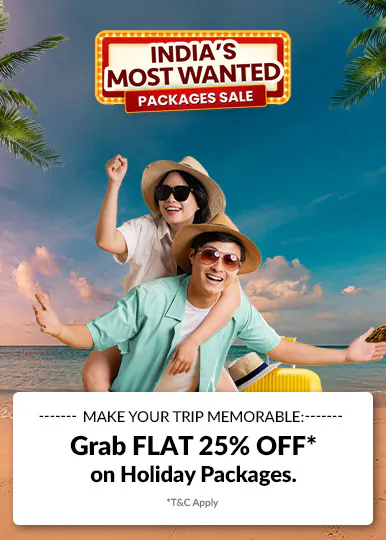 INDIA'S
MOST WANTED
PACKAGES SALE
------- MAKE YOUR TRIP MEMORABLE:-------
Grab FLAT 25% OFF*
on Holiday Packages.
*T&C Apply